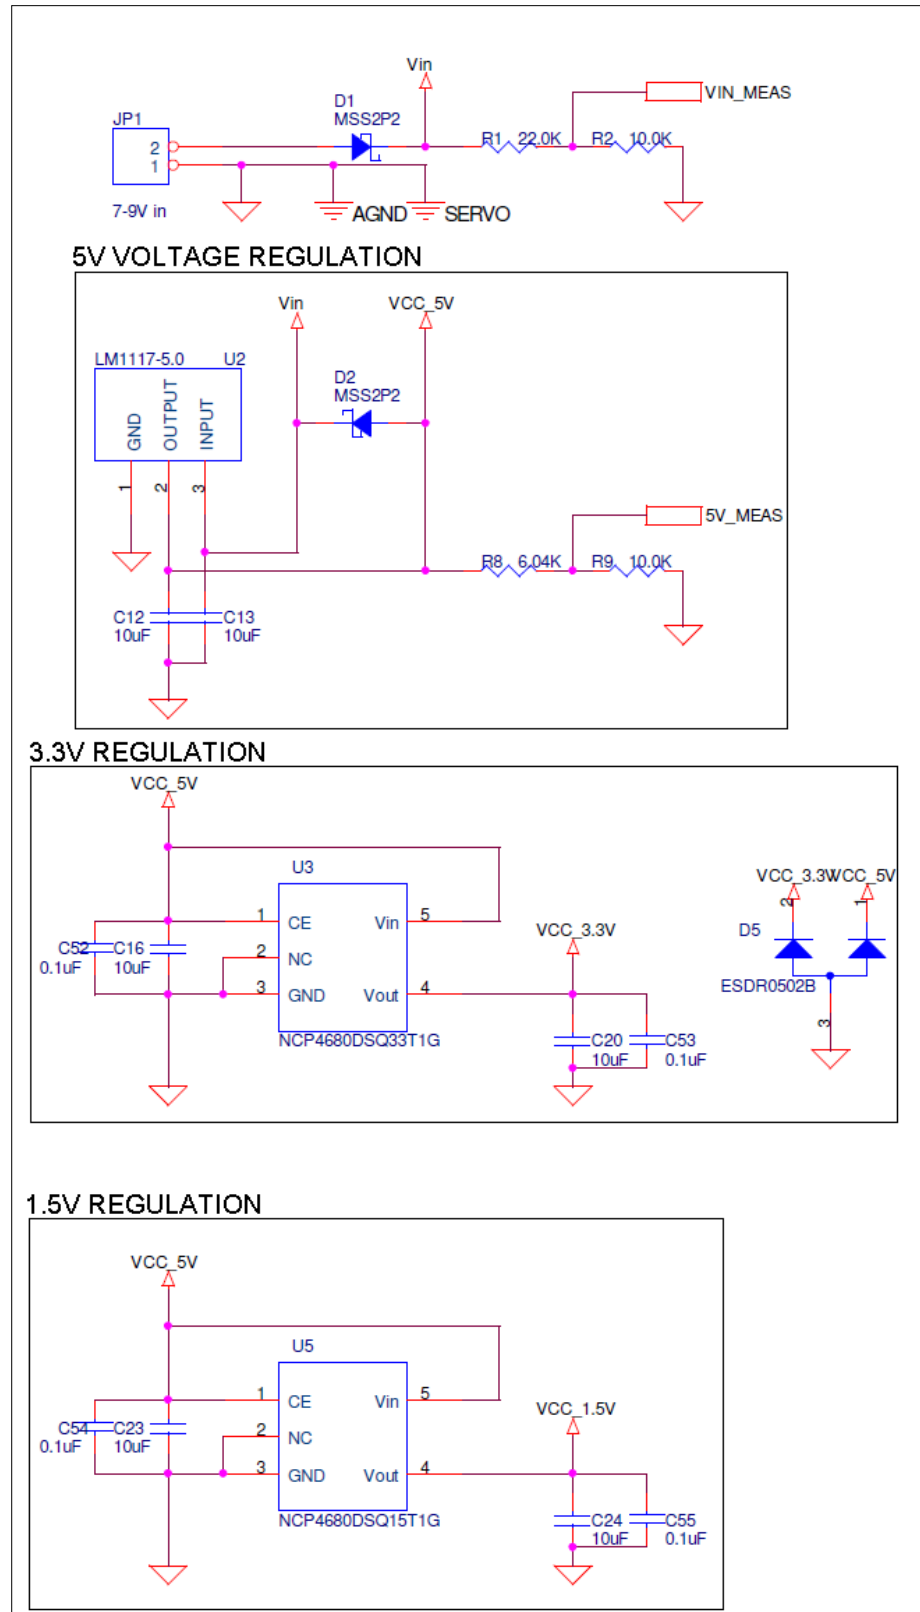 Vin
VIN_MEAS
D1
MSS2P2
JP1
2
1
R1 22.0K
R2 10.0K
7-9V in
AGND
SERVO
5V VOLTAGE REGULATION
Vin
VCC_5V
LM1117-5.0 U2
D2
MSS2P2
GND
OUTPUT
INPUT
1
2
3
5V_MEAS
R8 6.04K
R9 10.0K
C12
10uF
C13
10uF
3.3V REGULATION
VCC_5V
U3
1 CE
Vin 5
2 NC
3 GND
Vout 4
NCP4680DSQ33T1G
C52
0.1uF
C16
10uF
VCC_3.3V
C20
10uF
C53
0.1uF
VCC_3.3VVCC_5V
2
1
D5
ESDR0502B
3
1.5V REGULATION
VCC_5V
U5
1 CE
Vin 5
2 NC
3 GND
Vout 4
NCP4680DSQ15T1G
C54
0.1uF
C23
10uF
VCC_1.5V
C24
10uF
C55
0.1uF